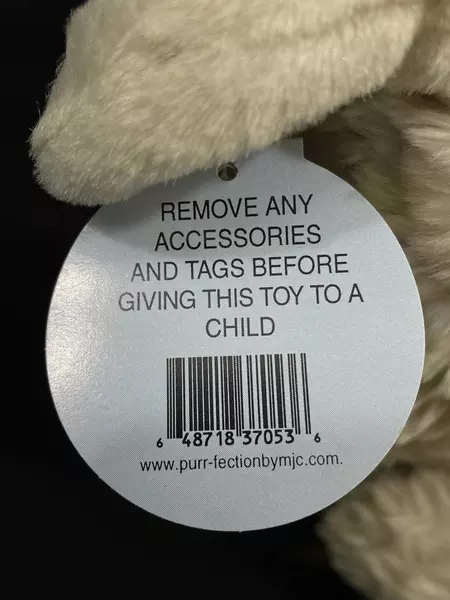 REMOVE ANY
ACCESSORIES
AND TAGS BEFORE
GIVING THIS TOY TO A
CHILD
6 48718 37053 6
www.purr-fectionbymjc.com.